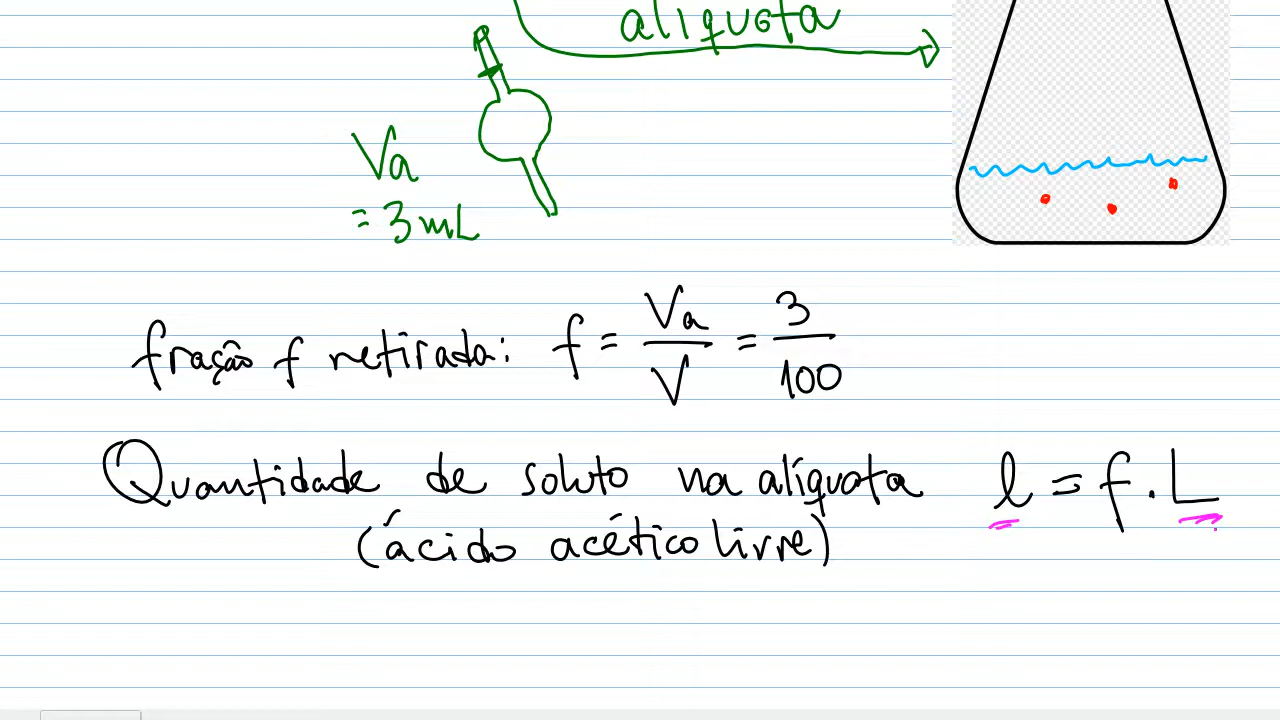 alíquota
Va
= 3 mL
fração f retirada: f = Va / V = 3 / 100
Quantidade de soluto na alíquota l = f . L
(ácido acético livre)